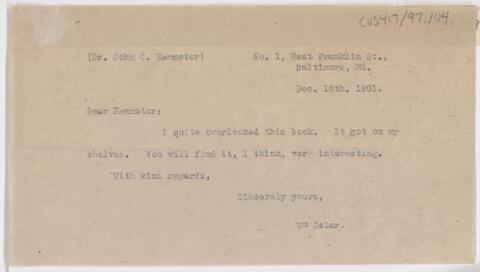 CUS417/97.104
(Dr. John C. Hemmeter) No. 1, West Franklin St.,
Baltimore, Md.
Dec. 10th. 1901.
Dear Hemmeter:
I quite overlooked this book. It got on my
shelves. You will find it, I think, very interesting.
With kind regards,
Sincerely yours,
Wm Osler.